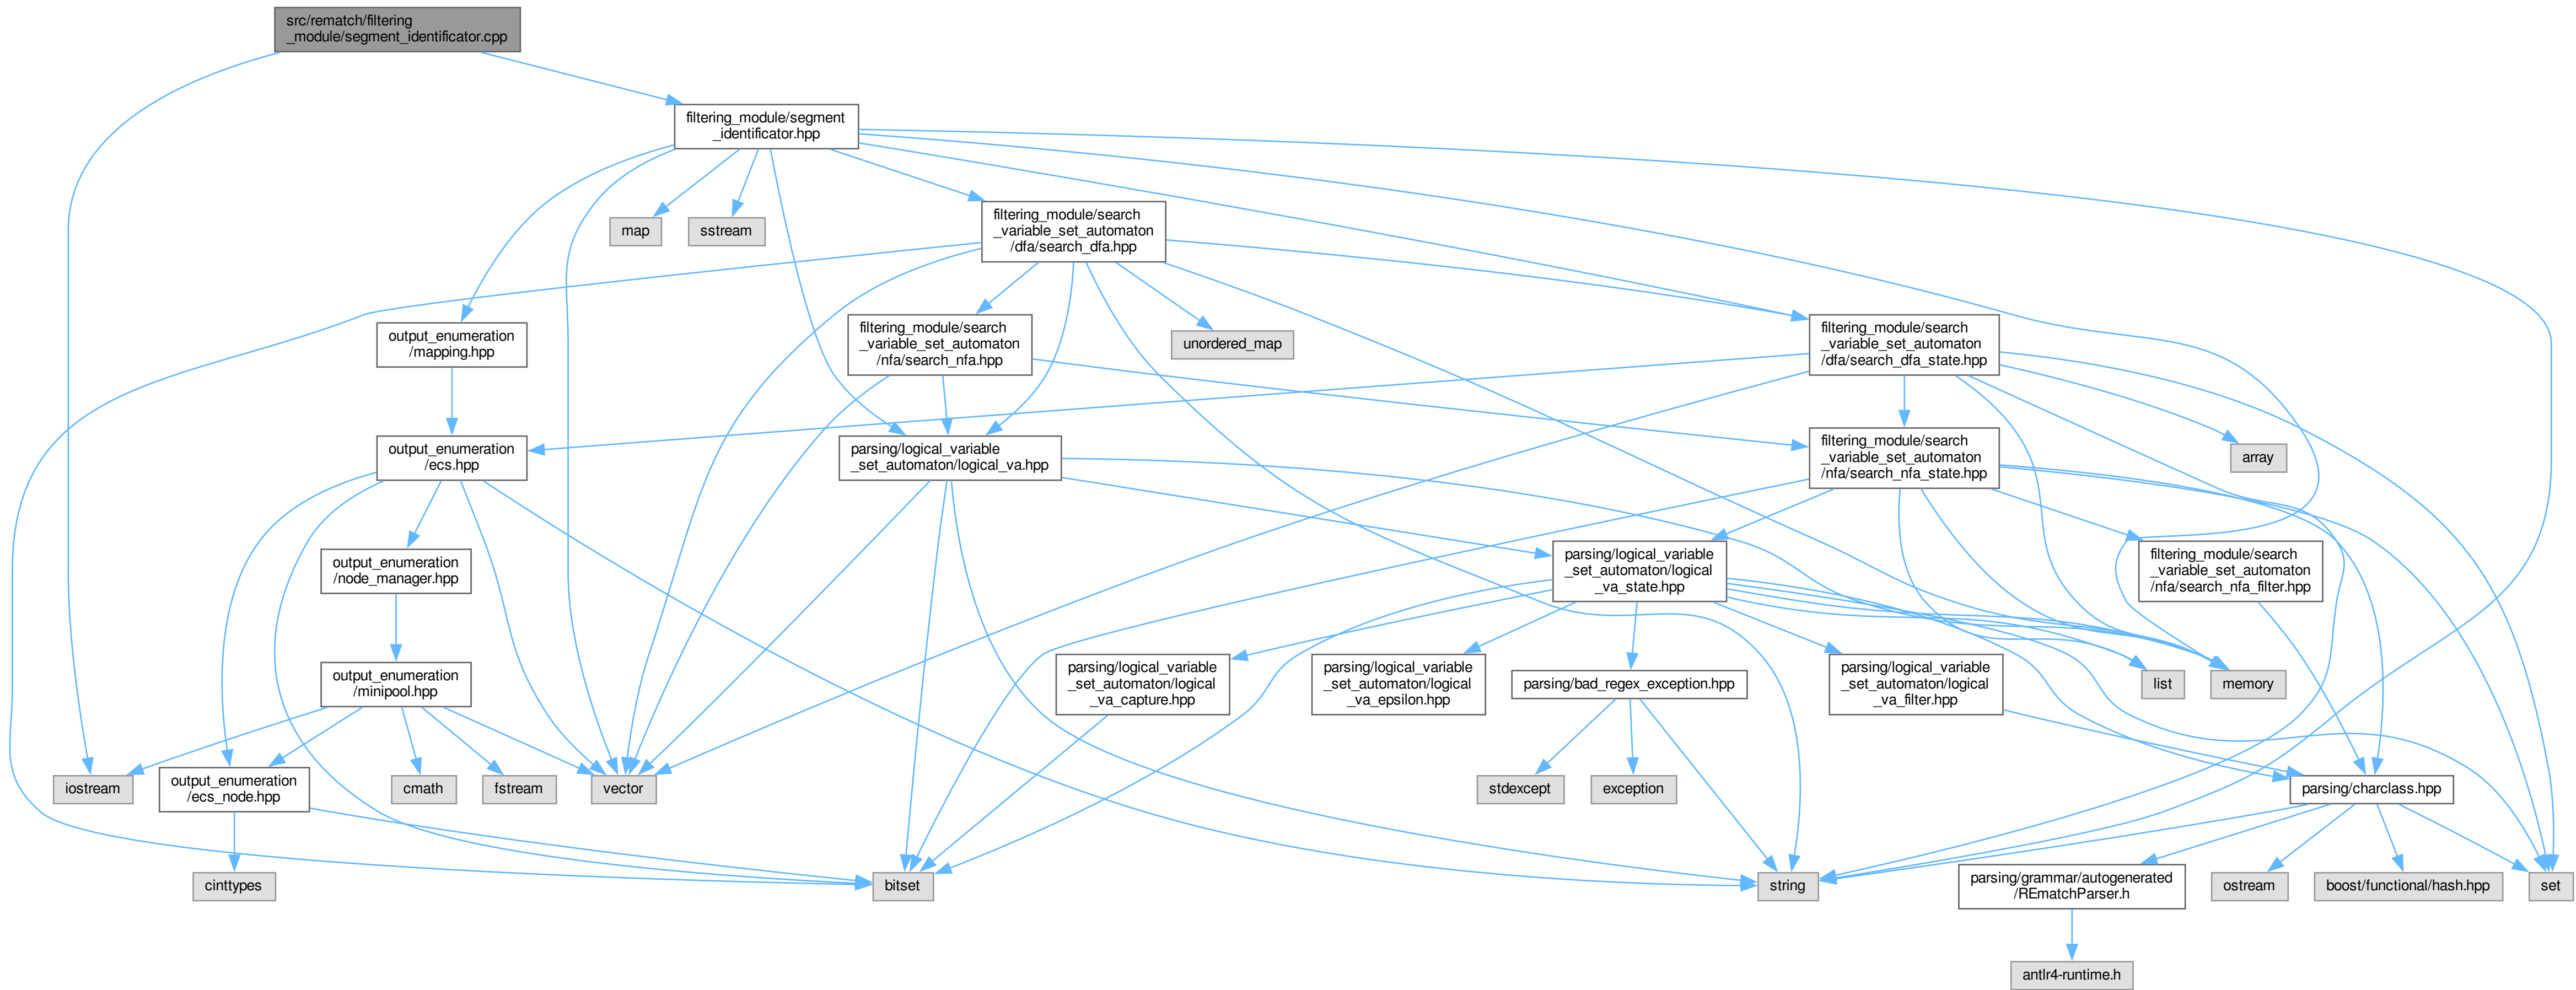 src/rematch/filtering
_module/segment_identificator.cpp
filtering_module/segment
_identificator.hpp
map
sstream
filtering_module/search
_variable_set_automaton
/dfa/search_dfa.hpp
output_enumeration
/mapping.hpp
filtering_module/search
_variable_set_automaton
/nfa/search_nfa.hpp
unordered_map
filtering_module/search
_variable_set_automaton
/dfa/search_dfa_state.hpp
output_enumeration
/ecs.hpp
parsing/logical_variable
_set_automaton/logical_va.hpp
filtering_module/search
_variable_set_automaton
/nfa/search_nfa_state.hpp
array
output_enumeration
/node_manager.hpp
parsing/logical_variable
_set_automaton/logical
_va_state.hpp
filtering_module/search
_variable_set_automaton
/nfa/search_nfa_filter.hpp
output_enumeration
/minipool.hpp
parsing/logical_variable
_set_automaton/logical
_va_capture.hpp
parsing/logical_variable
_set_automaton/logical
_va_epsilon.hpp
parsing/bad_regex_exception.hpp
parsing/logical_variable
_set_automaton/logical
_va_filter.hpp
list
memory
iostream
output_enumeration
/ecs_node.hpp
cmath
fstream
vector
stdexcept
exception
parsing/charclass.hpp
cinttypes
bitset
string
parsing/grammar/autogenerated
/REmatchParser.h
ostream
boost/functional/hash.hpp
set
antlr4-runtime.h